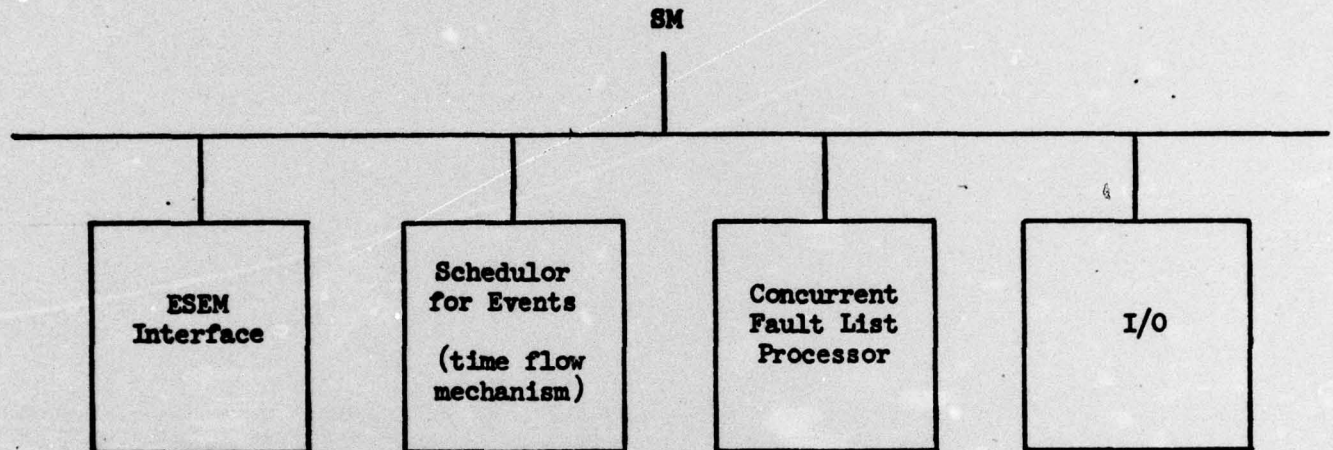 SM
ESEM
Interface
Schedulor
for Events
(time flow
mechanism)
Concurrent
Fault List
Processor
I/O